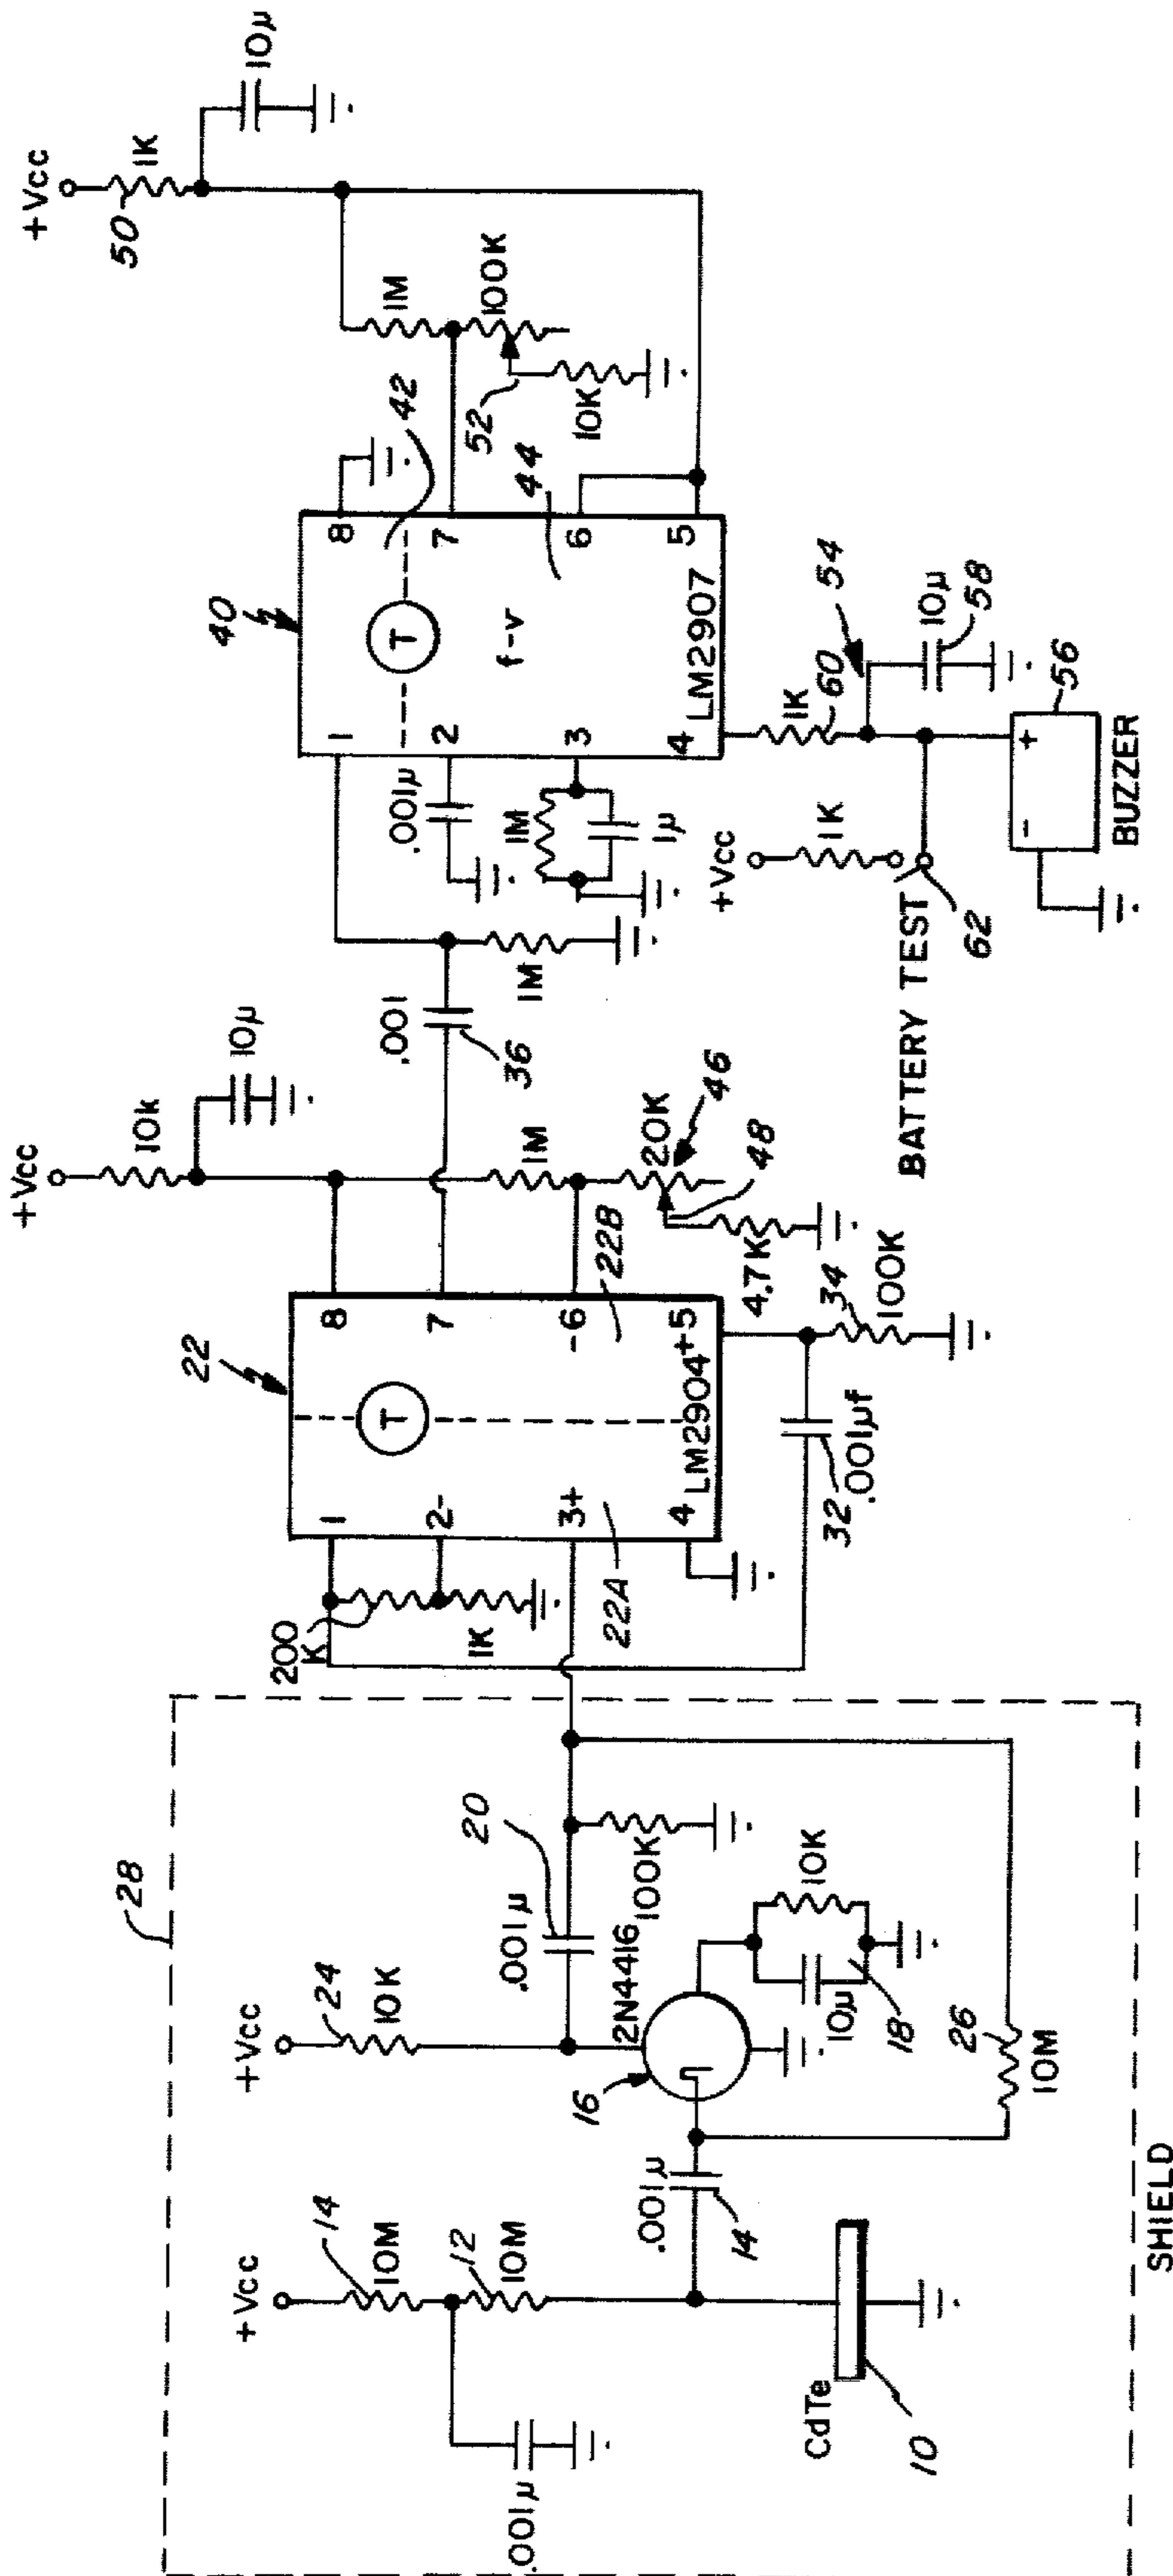 28
+Vcc
14
10M
12
10M
.001μ
+Vcc
24
10K
.001μ
20
.001μ
14
16
2N4416
100K
10K
10μ
18
26
10M
CdTe
10
SHIELD
200
K
1K
22
1
2-
3+
4
T
8
7
-6
+5
LM2904
22A
22B
32
.001μf
34
100K
+Vcc
10k
10μ
1M
20K
46
48
4.7K
.001
36
1M
40
1
2
3
4
T
f-v
8
7
6
5
LM2907
42
44
.001μ
1M
1μ
+Vcc
50
1K
10μ
1M
100K
52
10K
54
1K
60
10μ
58
+Vcc
1K
BATTERY TEST
62
-
+
56
BUZZER